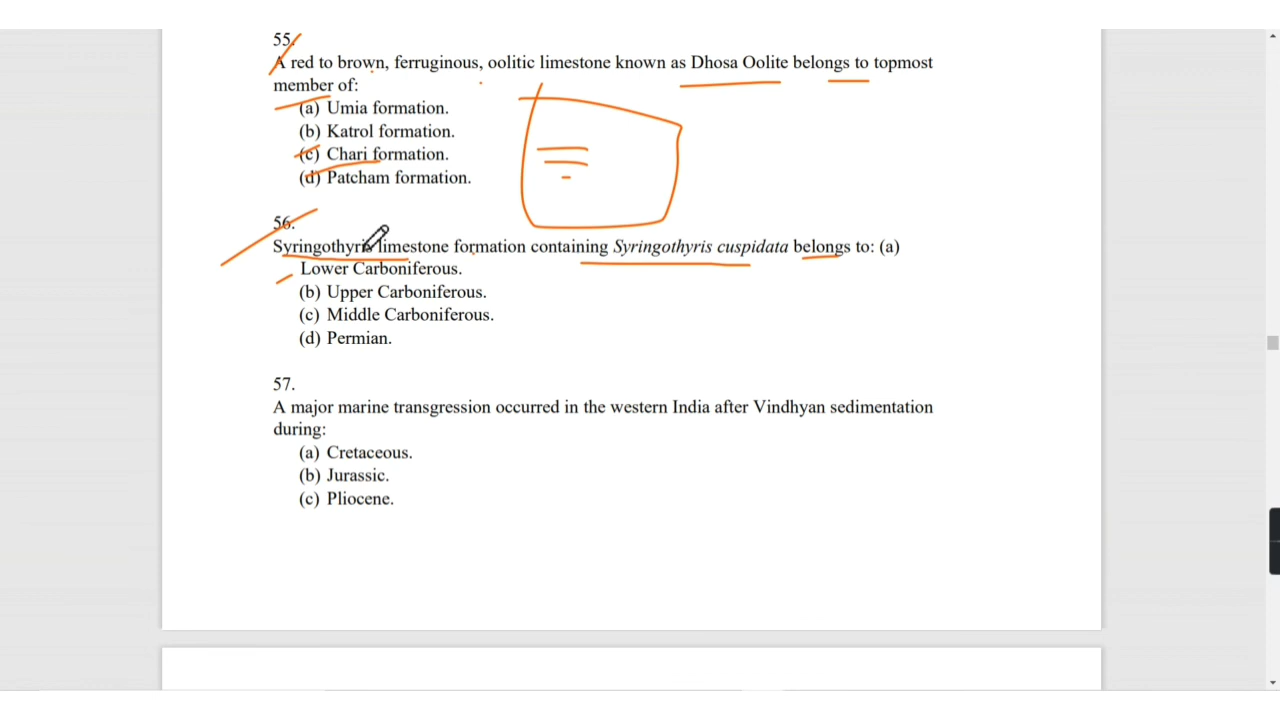 55.
A red to brown, ferruginous, oolitic limestone known as Dhosa Oolite belongs to topmost
member of:
(a) Umia formation.
(b) Katrol formation.
(c) Chari formation.
(d) Patcham formation.
56.
Syringothyris limestone formation containing Syringothyris cuspidata belongs to: (a)
Lower Carboniferous.
(b) Upper Carboniferous.
(c) Middle Carboniferous.
(d) Permian.
57.
A major marine transgression occurred in the western India after Vindhyan sedimentation
during:
(a) Cretaceous.
(b) Jurassic.
(c) Pliocene.